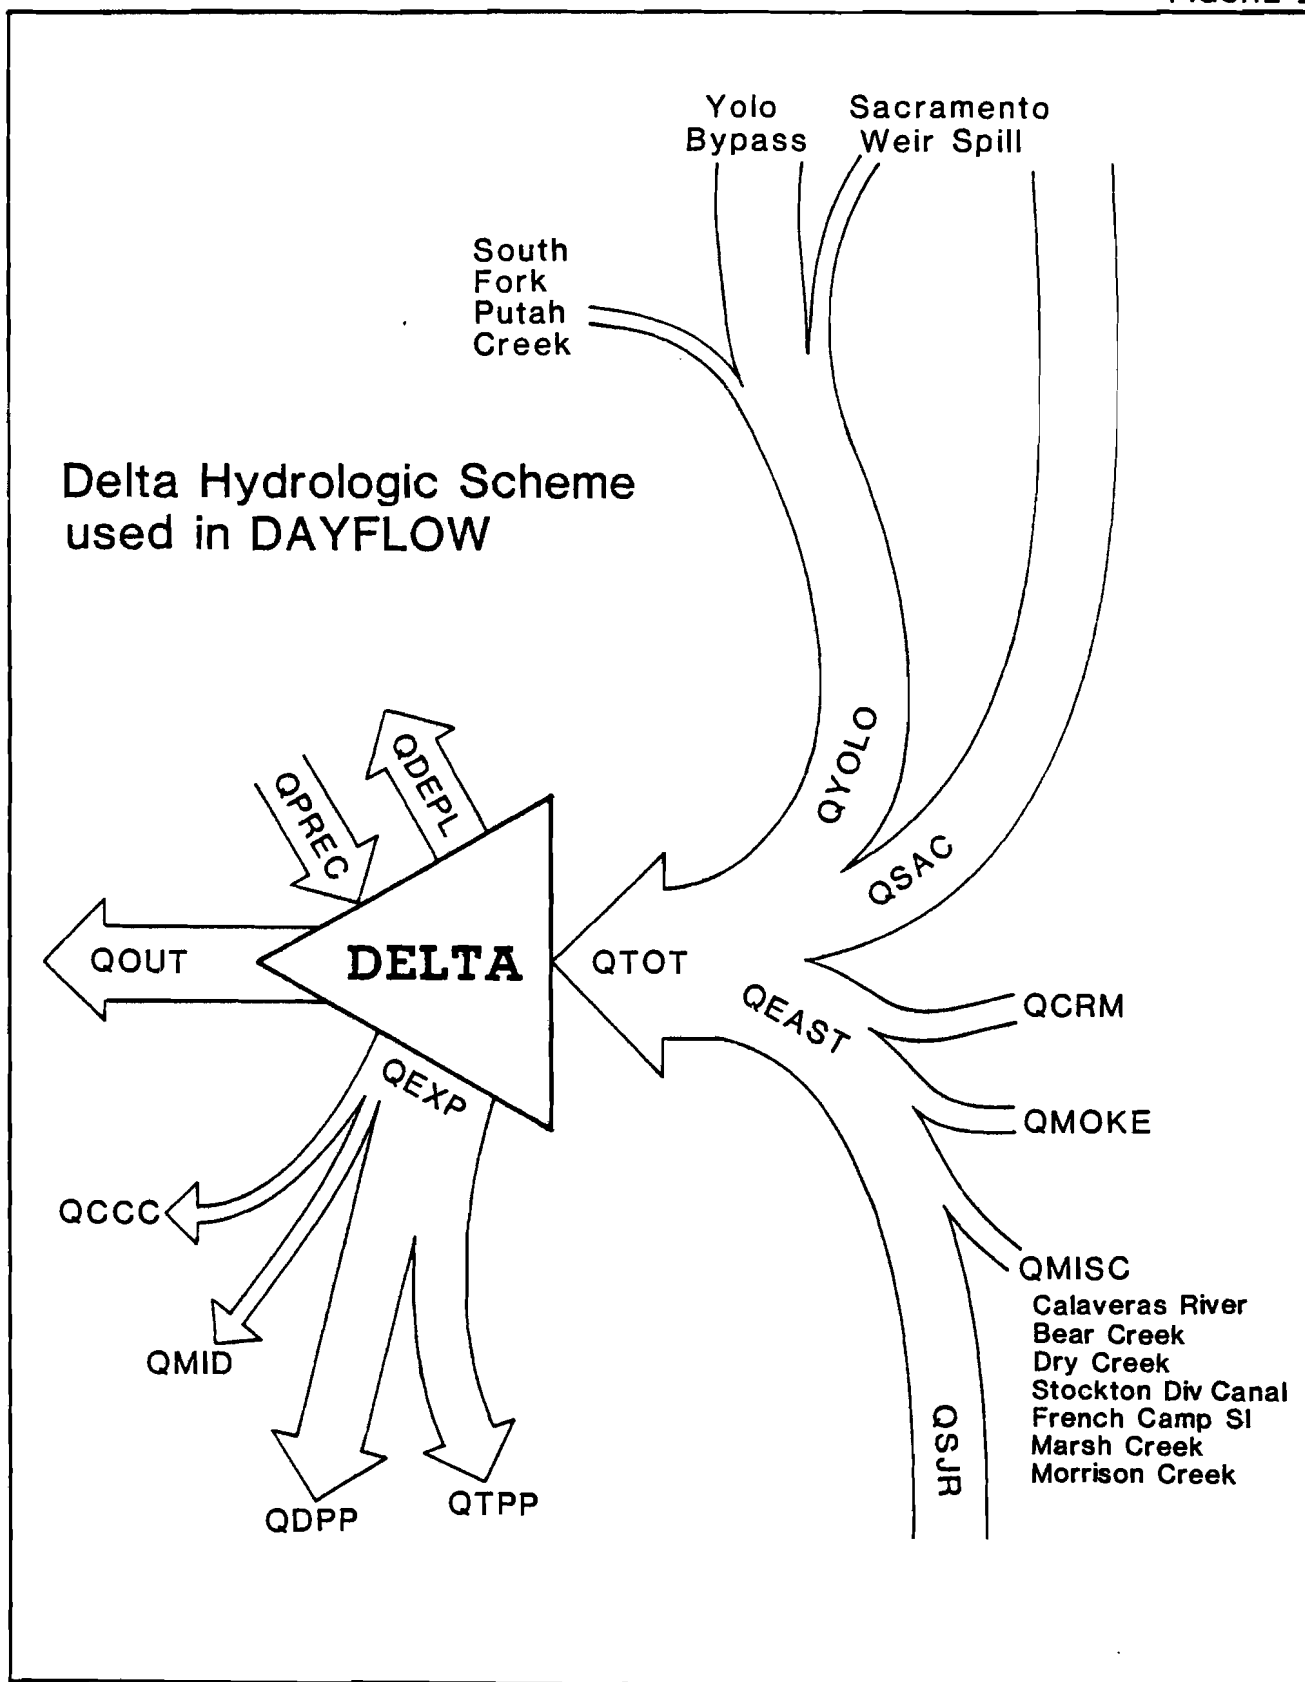 Yolo
Bypass
Sacramento
Weir Spill
South
Fork
Putah
Creek
Delta Hydrologic Scheme
used in DAYFLOW
QYOLO
QSAC
QPREC
QDEPL
QOUT
DELTA
QTOT
QEAST
QCRM
QMOKE
QEXP
QCCC
QMID
QDPP
QTPP
QMISC
Calaveras River
Bear Creek
Dry Creek
Stockton Div Canal
French Camp Sl
Marsh Creek
Morrison Creek
QSJR